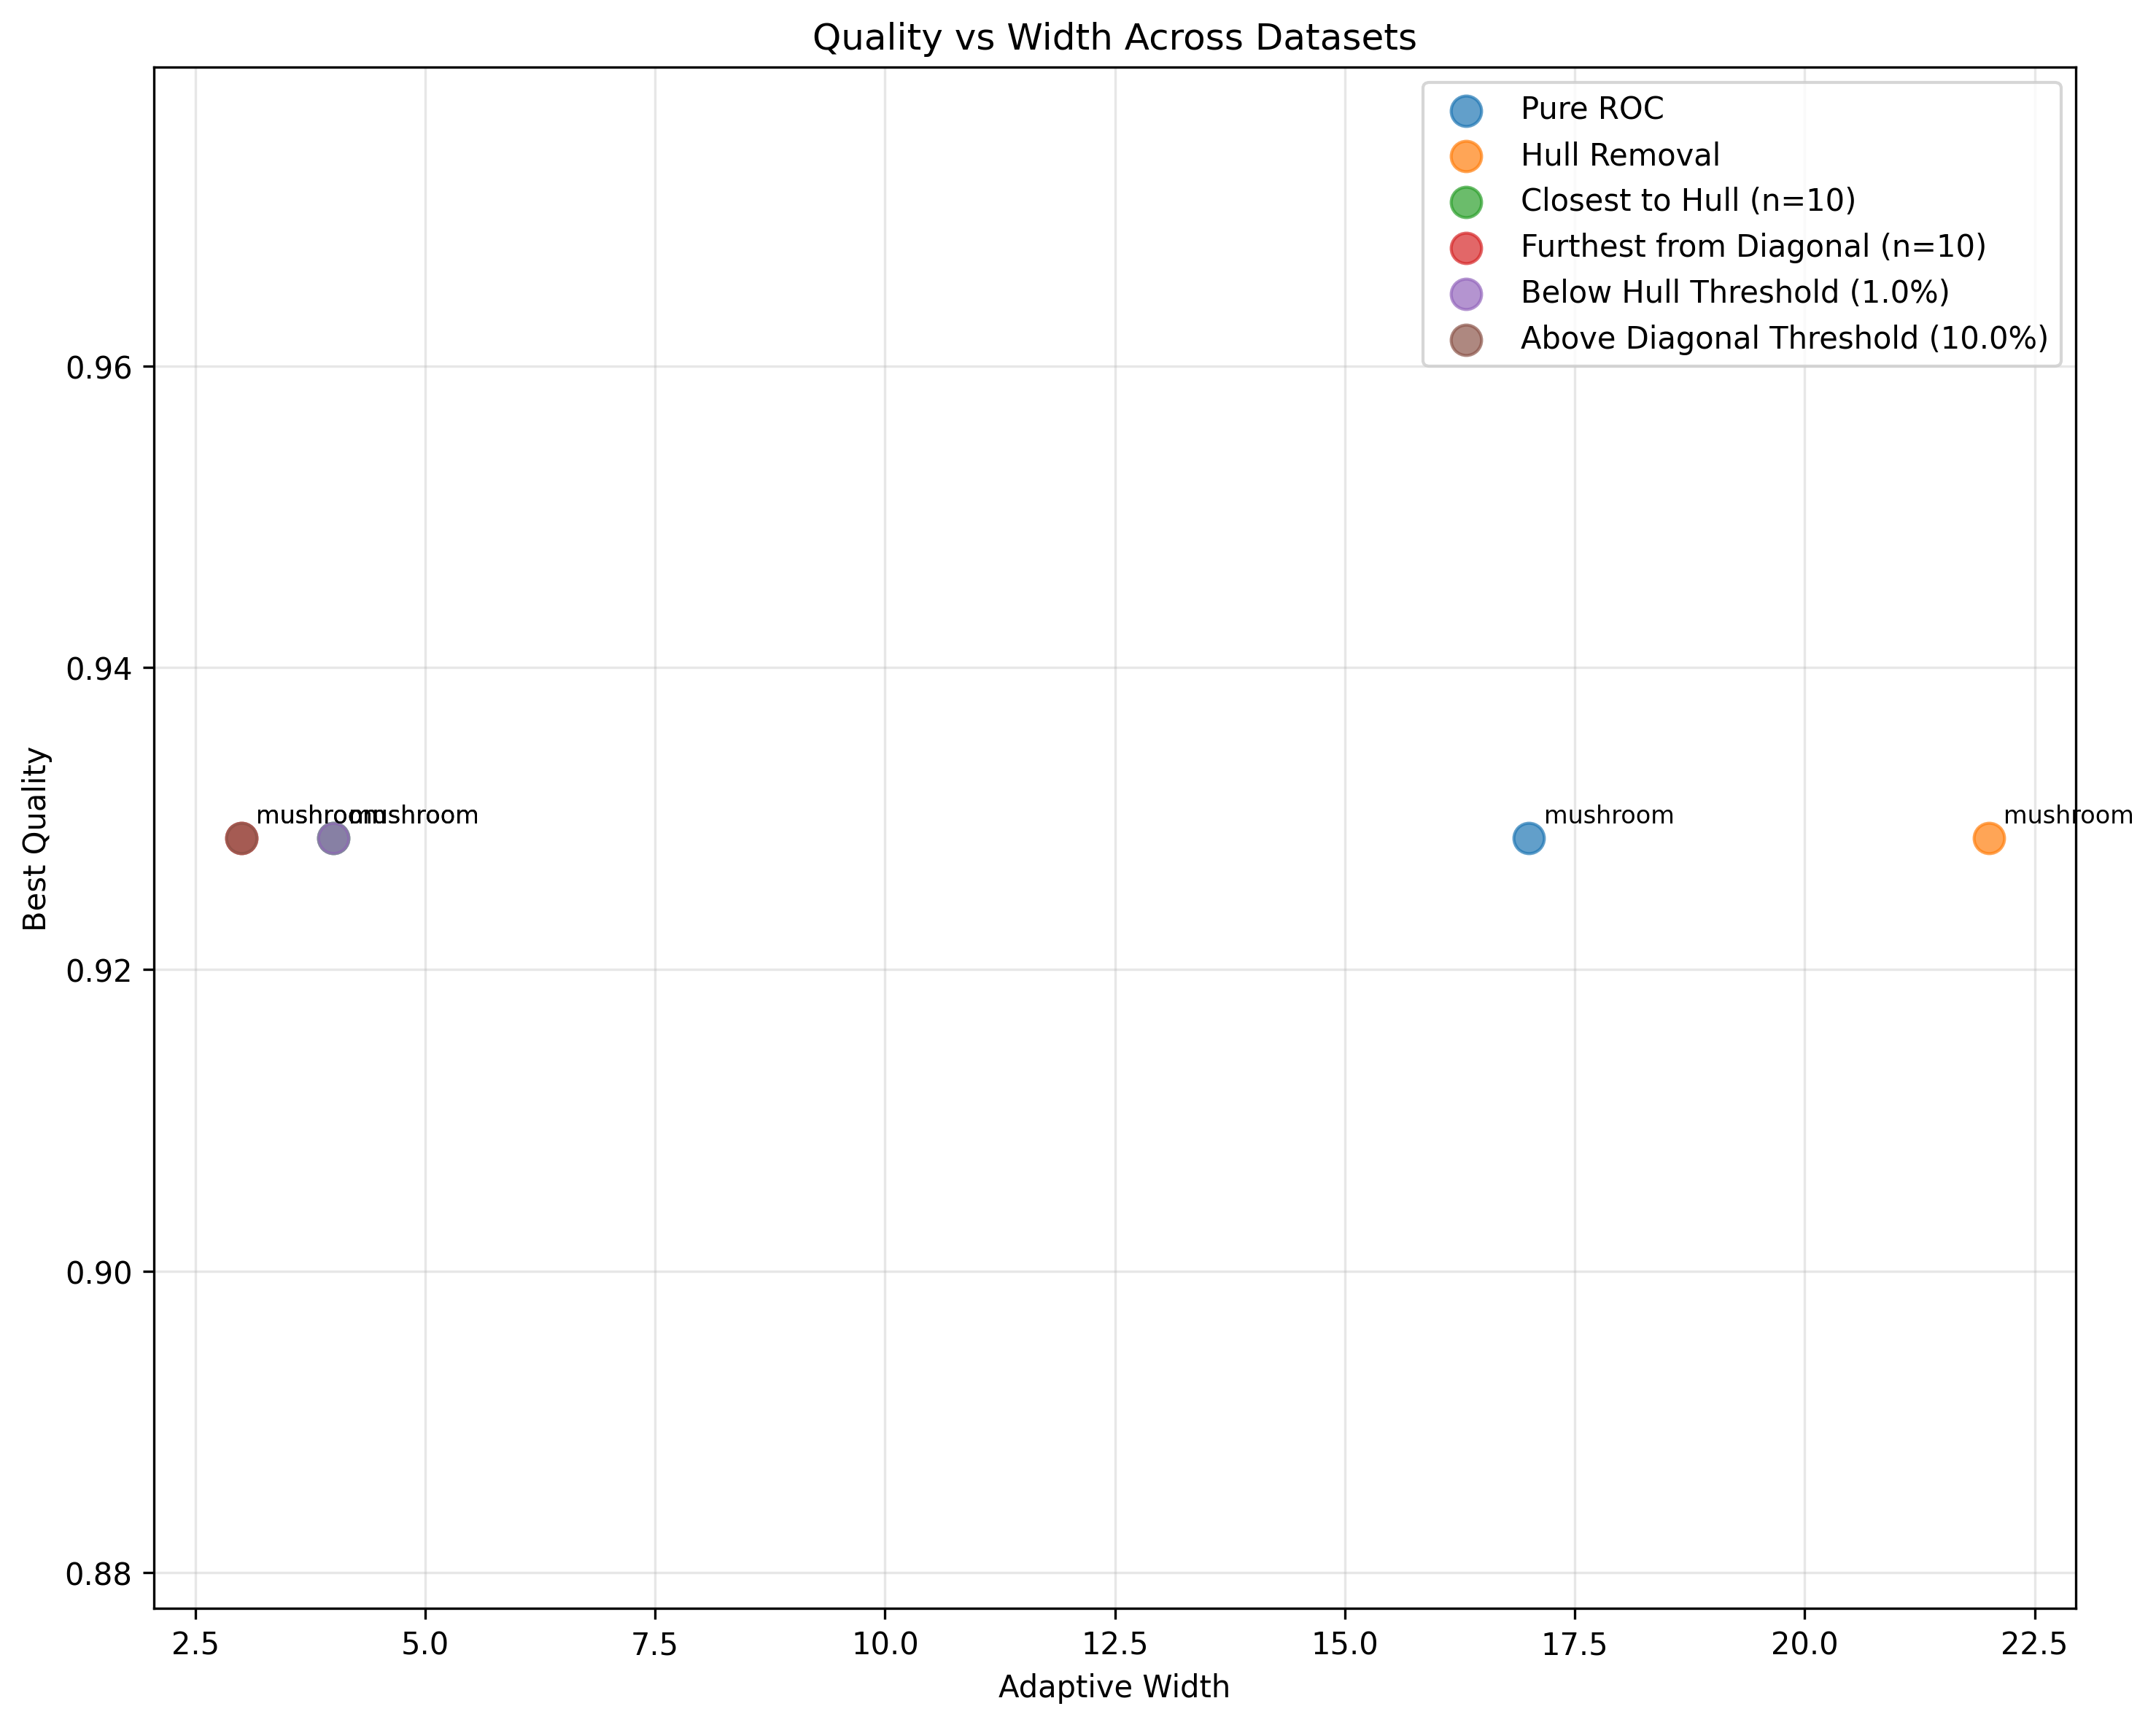 Quality vs Width Across Datasets
Pure ROC
Hull Removal
Closest to Hull (n=10)
Furthest from Diagonal (n=10)
Below Hull Threshold (1.0%)
Above Diagonal Threshold (10.0%)
0.96
0.94
0.92
0.90
0.88
Best Quality
mushroom
mushroom
mushroom
mushroom
2.5
5.0
7.5
10.0
12.5
15.0
17.5
20.0
22.5
Adaptive Width